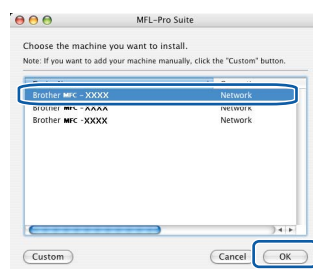 MFL-Pro Suite
Choose the machine you want to install.
Note: If you want to add your machine manually, click the "Custom" button.
Brother MFC - XXXX Network
Brother MFC - XXXX Network
Brother MFC -XXXX Network
Custom Cancel OK